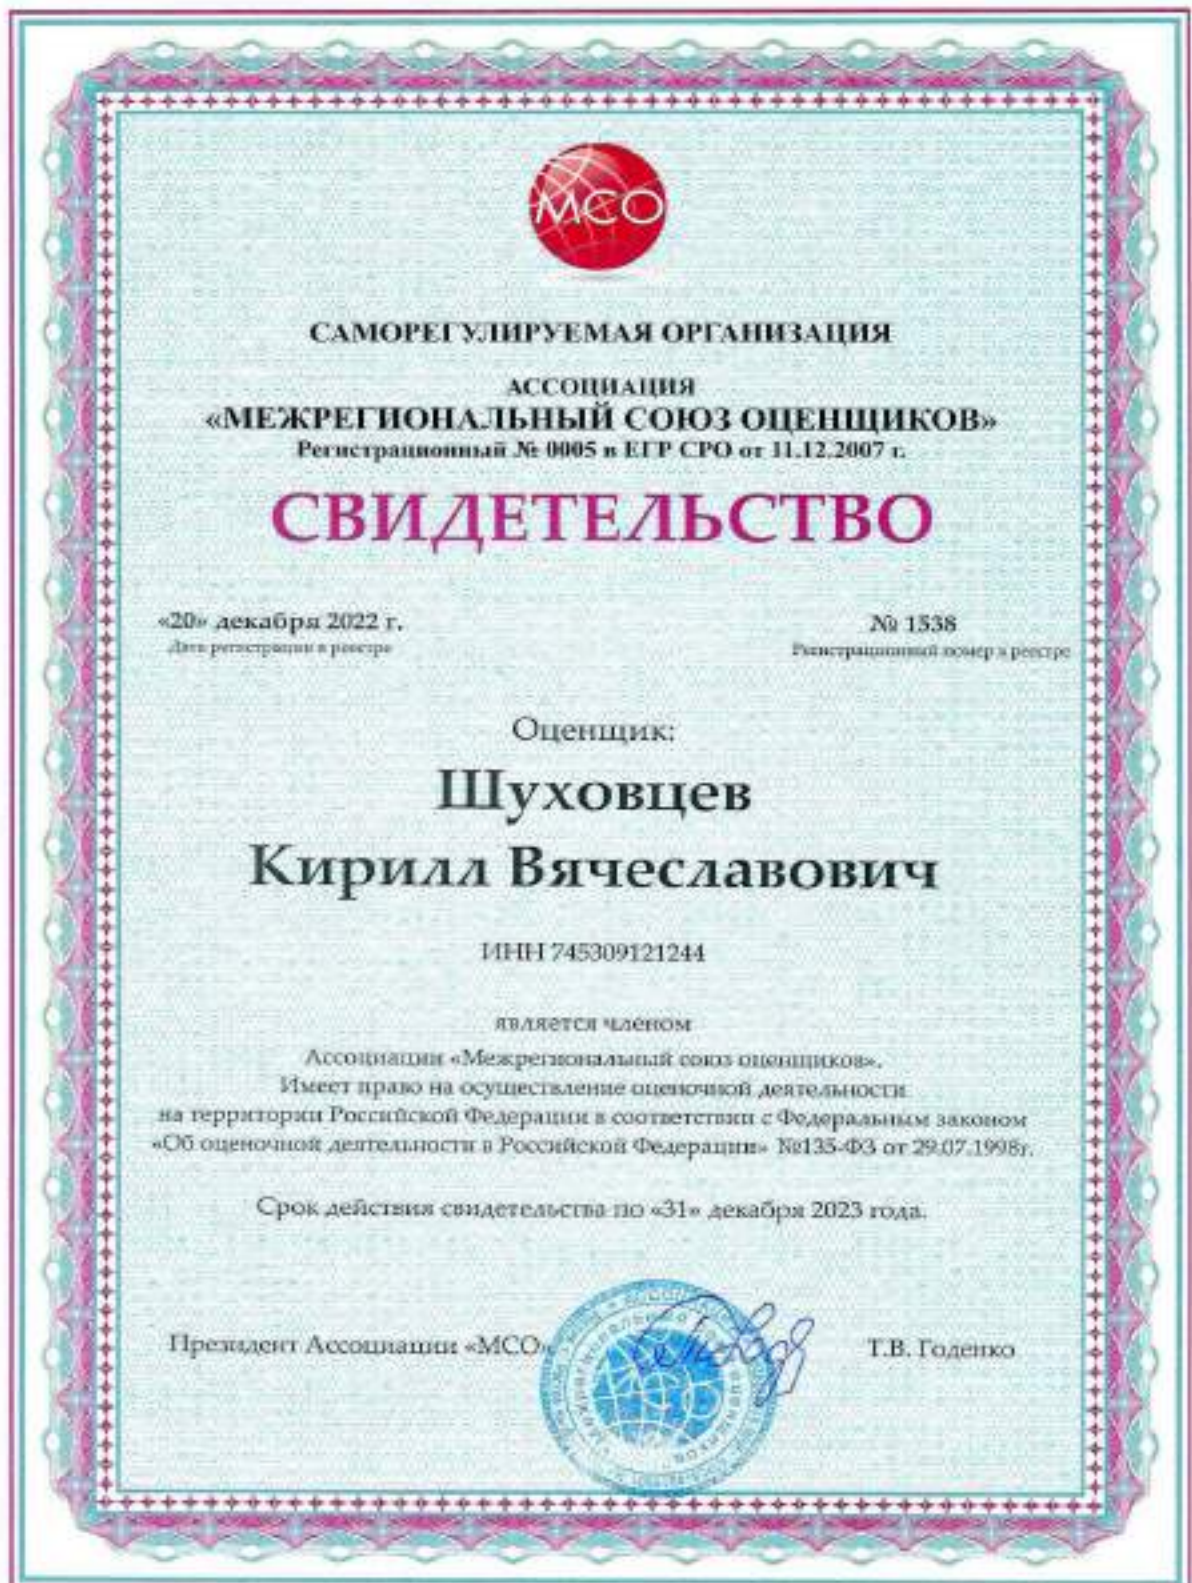 МСО
САМОРЕГУЛИРУЕМАЯ ОРГАНИЗАЦИЯ
АССОЦИАЦИЯ
«МЕЖРЕГИОНАЛЬНЫЙ СОЮЗ ОЦЕНЩИКОВ»
Регистрационный № 0005 в ЕГР СРО от 11.12.2007 г.
СВИДЕТЕЛЬСТВО
«20» декабря 2022 г.
Дата регистрации в реестре
№ 1538
Регистрационный номер в реестре
Оценщик:
Шуховцев
Кирилл Вячеславович
ИНН 745309121244
является членом
Ассоциации «Межрегиональный союз оценщиков».
Имеет право на осуществление оценочной деятельности
на территории Российской Федерации в соответствии с Федеральным законом
«Об оценочной деятельности в Российской Федерации» №135-ФЗ от 29.07.1998г.
Срок действия свидетельства по «31» декабря 2023 года.
Президент Ассоциации «МСО»
Т.В. Годенко